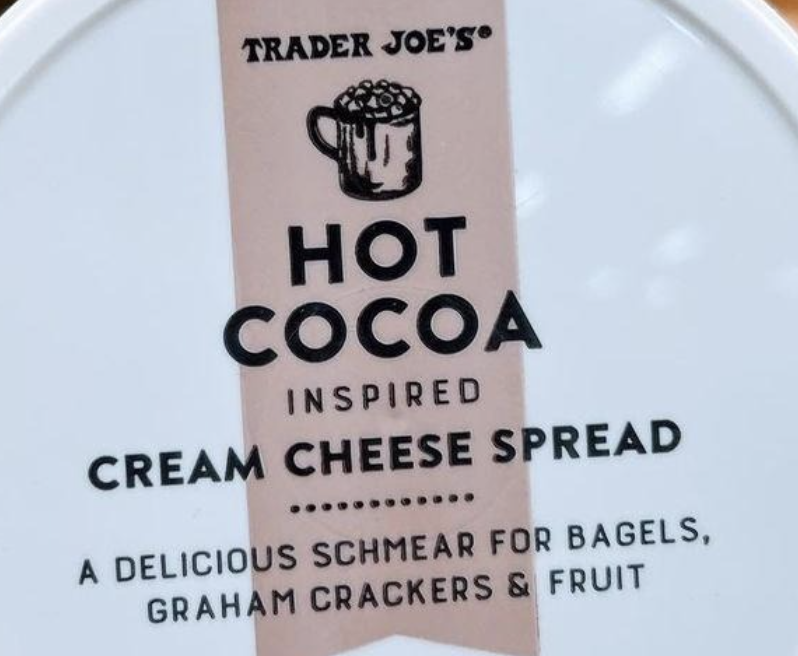 TRADER JOE'S®
HOT
COCOA
INSPIRED
CREAM CHEESE SPREAD
A DELICIOUS SCHMEAR FOR BAGELS,
GRAHAM CRACKERS & FRUIT